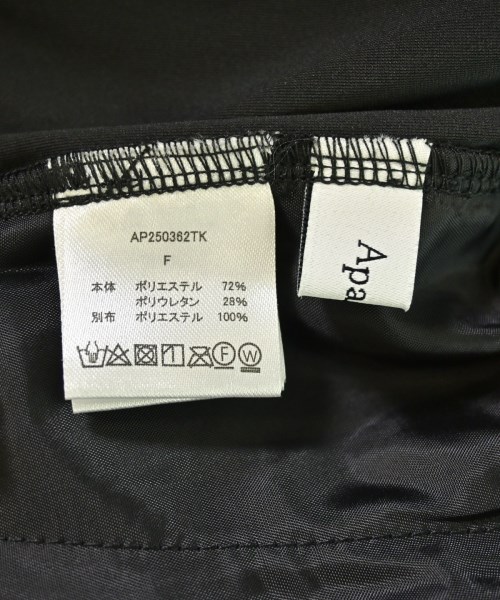 AP250362TK
F
本体 ポリエステル 72%
ポリウレタン 28%
別布 ポリエステル 100%
F W
Apa